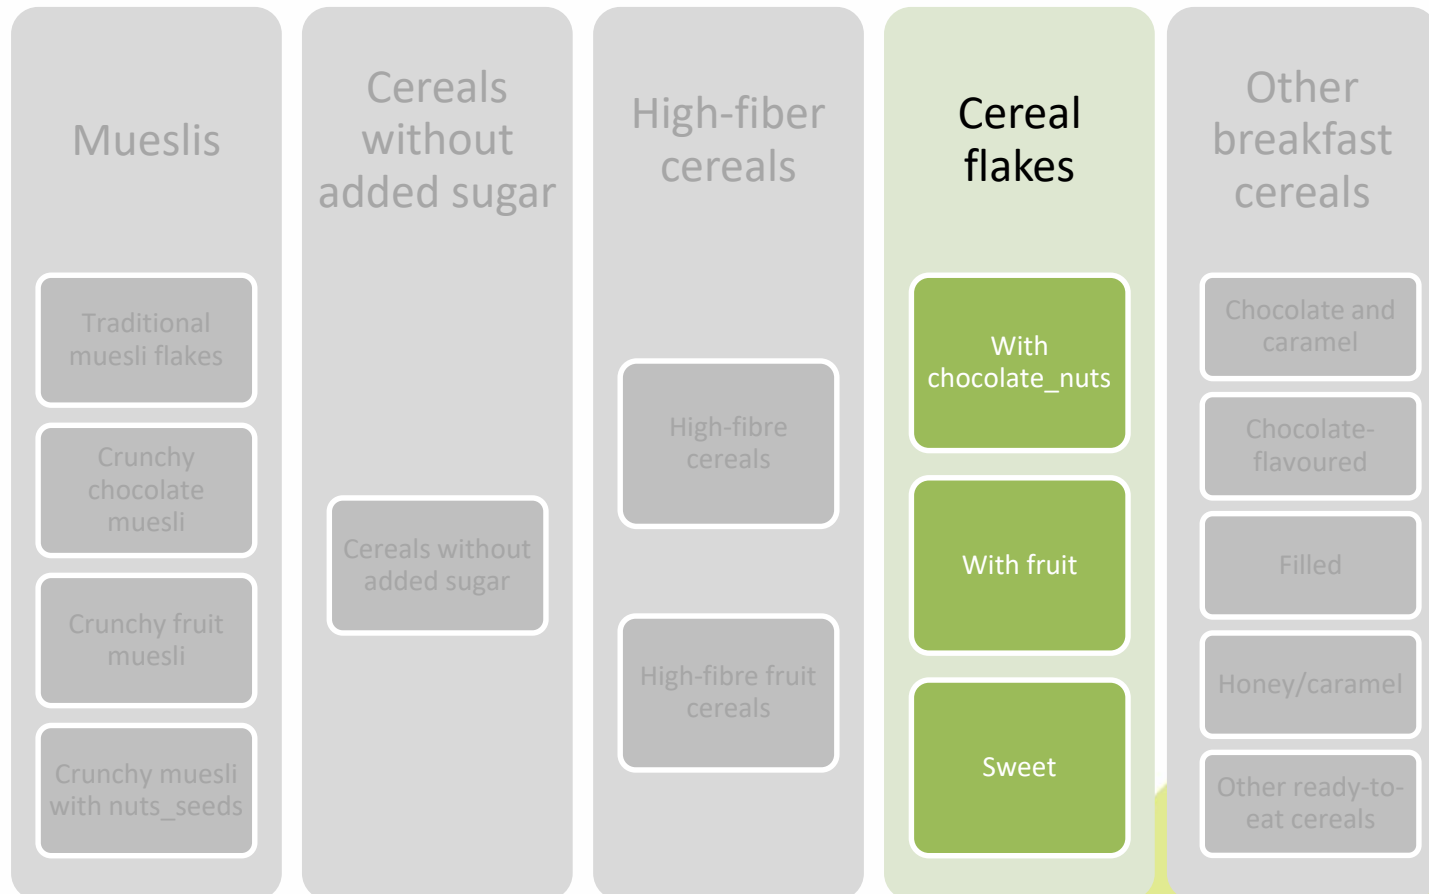 Mueslis
Traditional
muesli flakes
Crunchy
chocolate
muesli
Crunchy fruit
muesli
Crunchy muesli
with nuts_seeds
Cereals
without
added sugar
Cereals without
added sugar
High-fiber
cereals
High-fibre
cereals
High-fibre fruit
cereals
Cereal
flakes
With
chocolate_nuts
With fruit
Sweet
Other
breakfast
cereals
Chocolate and
caramel
Chocolate-
flavoured
Filled
Honey/caramel
Other ready-to-
eat cereals